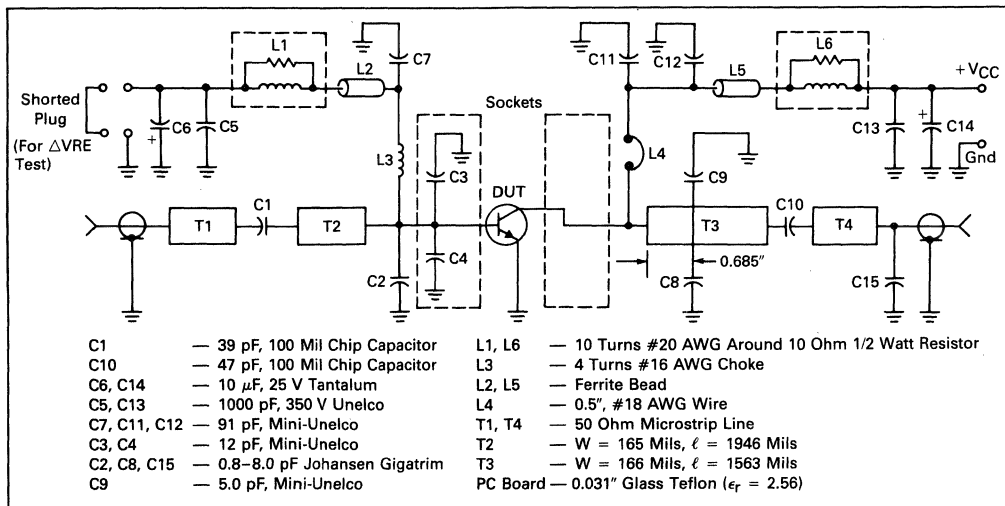 L1
C7
L2
Shorted
Plug
(For △VRE
Test)
C6
+
C5
L3
C3
C4
Sockets
DUT
C11
C12
L5
L6
+VCC
C13
+
C14
Gnd
L4
C9
T1
C1
T2
C2
T3
0.685"
C8
C10
T4
C15
C1 — 39 pF, 100 Mil Chip Capacitor
C10 — 47 pF, 100 Mil Chip Capacitor
C6, C14 — 10 μF, 25 V Tantalum
C5, C13 — 1000 pF, 350 V Unelco
C7, C11, C12 — 91 pF, Mini-Unelco
C3, C4 — 12 pF, Mini-Unelco
C2, C8, C15 — 0.8–8.0 pF Johansen Gigatrim
C9 — 5.0 pF, Mini-Unelco
L1, L6 — 10 Turns #20 AWG Around 10 Ohm 1/2 Watt Resistor
L3 — 4 Turns #16 AWG Choke
L2, L5 — Ferrite Bead
L4 — 0.5", #18 AWG Wire
T1, T4 — 50 Ohm Microstrip Line
T2 W = 165 Mils, ℓ = 1946 Mils
T3 W = 166 Mils, ℓ = 1563 Mils
PC Board — 0.031" Glass Teflon (ϵr = 2.56)